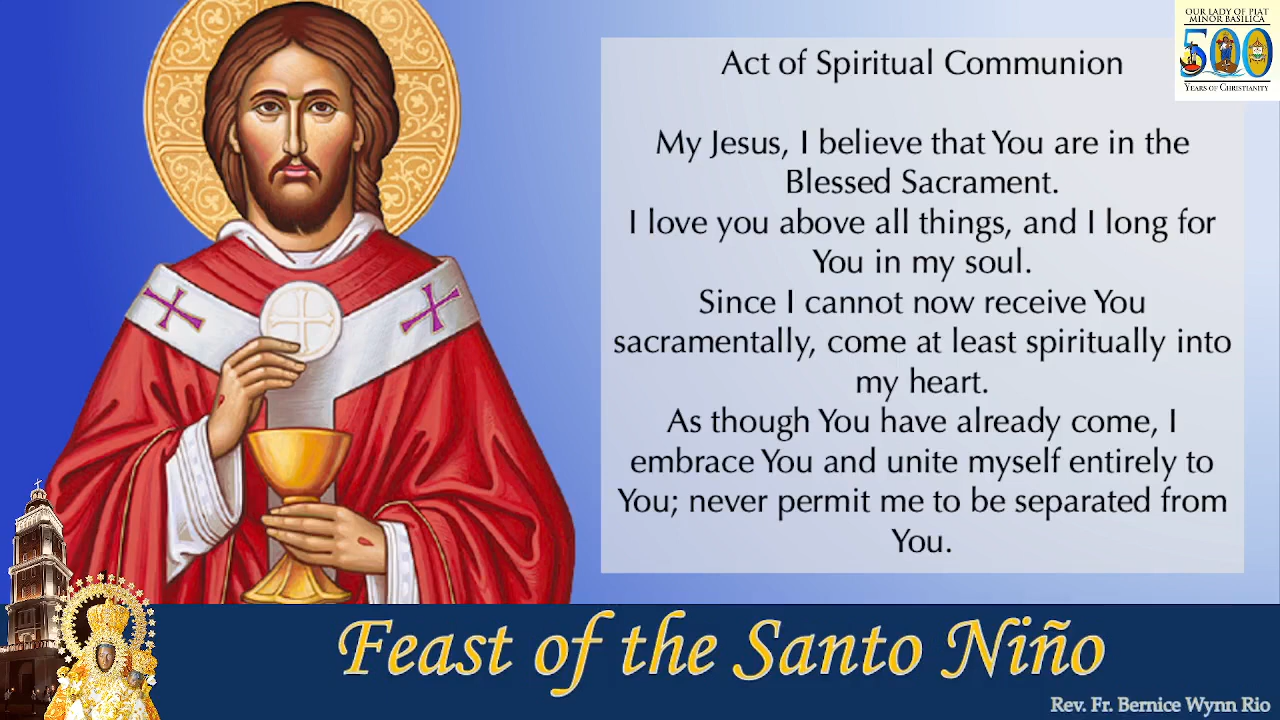 OUR LADY OF PIAT
MINOR BASILICA
500
YEARS OF CHRISTIANITY
Act of Spiritual Communion
My Jesus, I believe that You are in the
Blessed Sacrament.
I love you above all things, and I long for
You in my soul.
Since I cannot now receive You
sacramentally, come at least spiritually into
my heart.
As though You have already come, I
embrace You and unite myself entirely to
You; never permit me to be separated from
You.
Feast of the Santo Niño
Rev. Fr. Bernice Wynn Rio